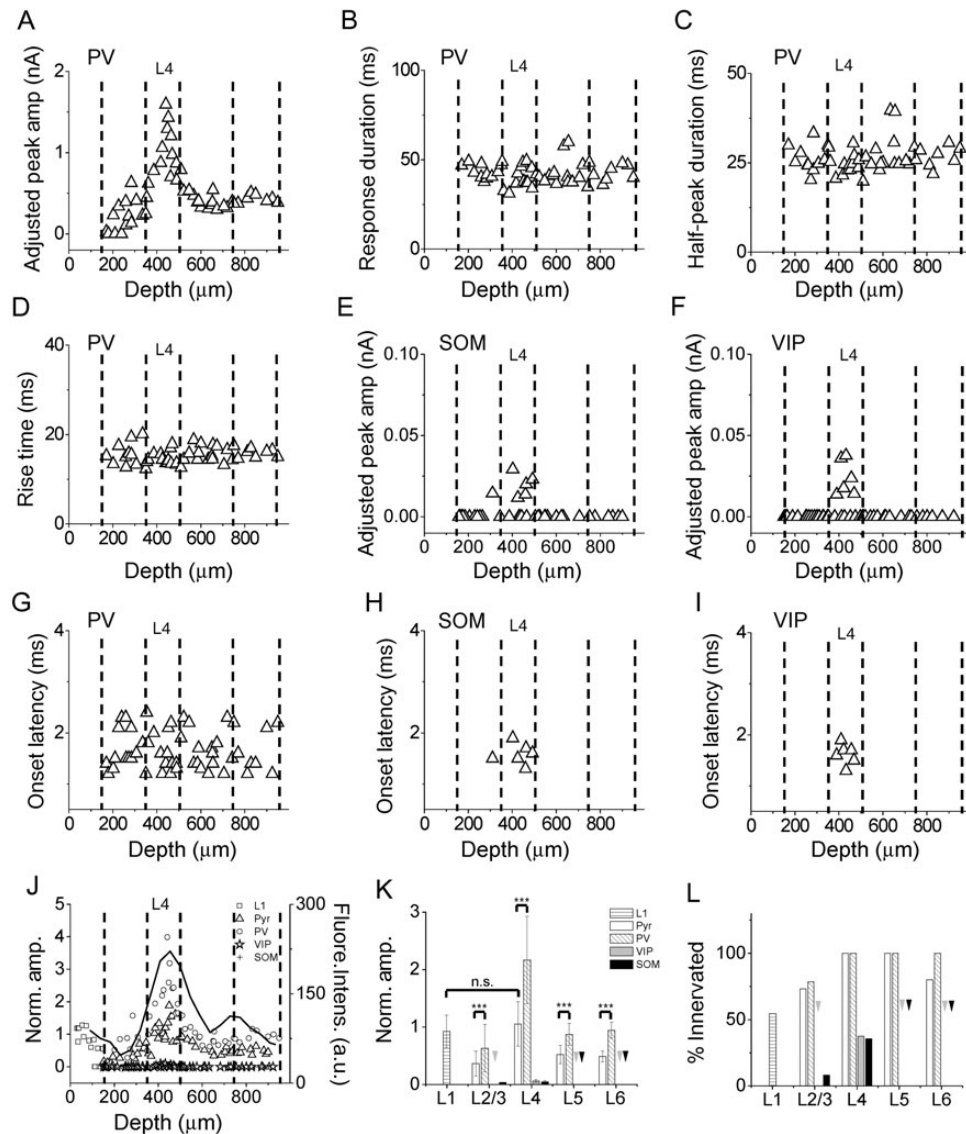 A
PV
L4
Adjusted peak amp (nA)
2
1
0
0 200 400 600 800
Depth (μm)
B
PV
L4
Response duration (ms)
100
50
0
0 200 400 600 800
Depth (μm)
C
PV
L4
Half-peak duration (ms)
50
25
0
0 200 400 600 800
Depth (μm)
D
PV
L4
Rise time (ms)
40
20
0
0 200 400 600 800
Depth (μm)
E
SOM
L4
Adjusted peak amp (nA)
0.10
0.05
0.00
0 200 400 600 800
Depth (μm)
F
VIP
L4
Adjusted peak amp (nA)
0.10
0.05
0.00
0 200 400 600 800
Depth (μm)
G
PV
L4
Onset latency (ms)
4
2
0 200 400 600 800
Depth (μm)
H
SOM
L4
Onset latency (ms)
4
2
0 200 400 600 800
Depth (μm)
I
VIP
L4
Onset latency (ms)
4
2
0 200 400 600 800
Depth (μm)
J
L4
L1
Pyr
PV
VIP
SOM
Norm. amp.
5
4
3
2
1
0
Fluore.Intens. (a.u.)
300
200
100
0
0 200 400 600 800
Depth (μm)
K
Norm. amp.
3
2
1
0
n.s.
***
***
***
***
L1
Pyr
PV
VIP
SOM
L1 L2/3 L4 L5 L6
L
% Innervated
100
50
0
L1 L2/3 L4 L5 L6